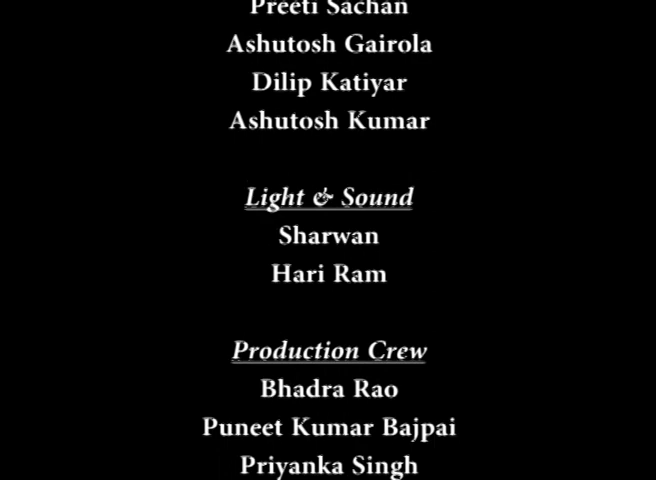 Preeti Sachan
Ashutosh Gairola
Dilip Katiyar
Ashutosh Kumar
Light & Sound
Sharwan
Hari Ram
Production Crew
Bhadra Rao
Puneet Kumar Bajpai
Priyanka Singh